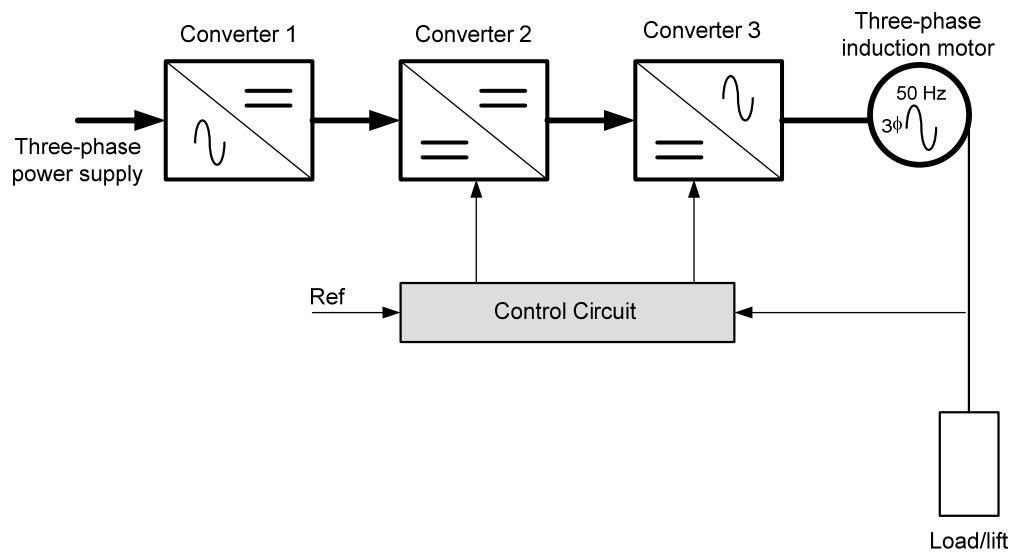 Converter 1
Converter 2
Converter 3
Three-phase
induction motor
50 Hz
3ϕ
Three-phase
power supply
Ref
Control Circuit
Load/lift